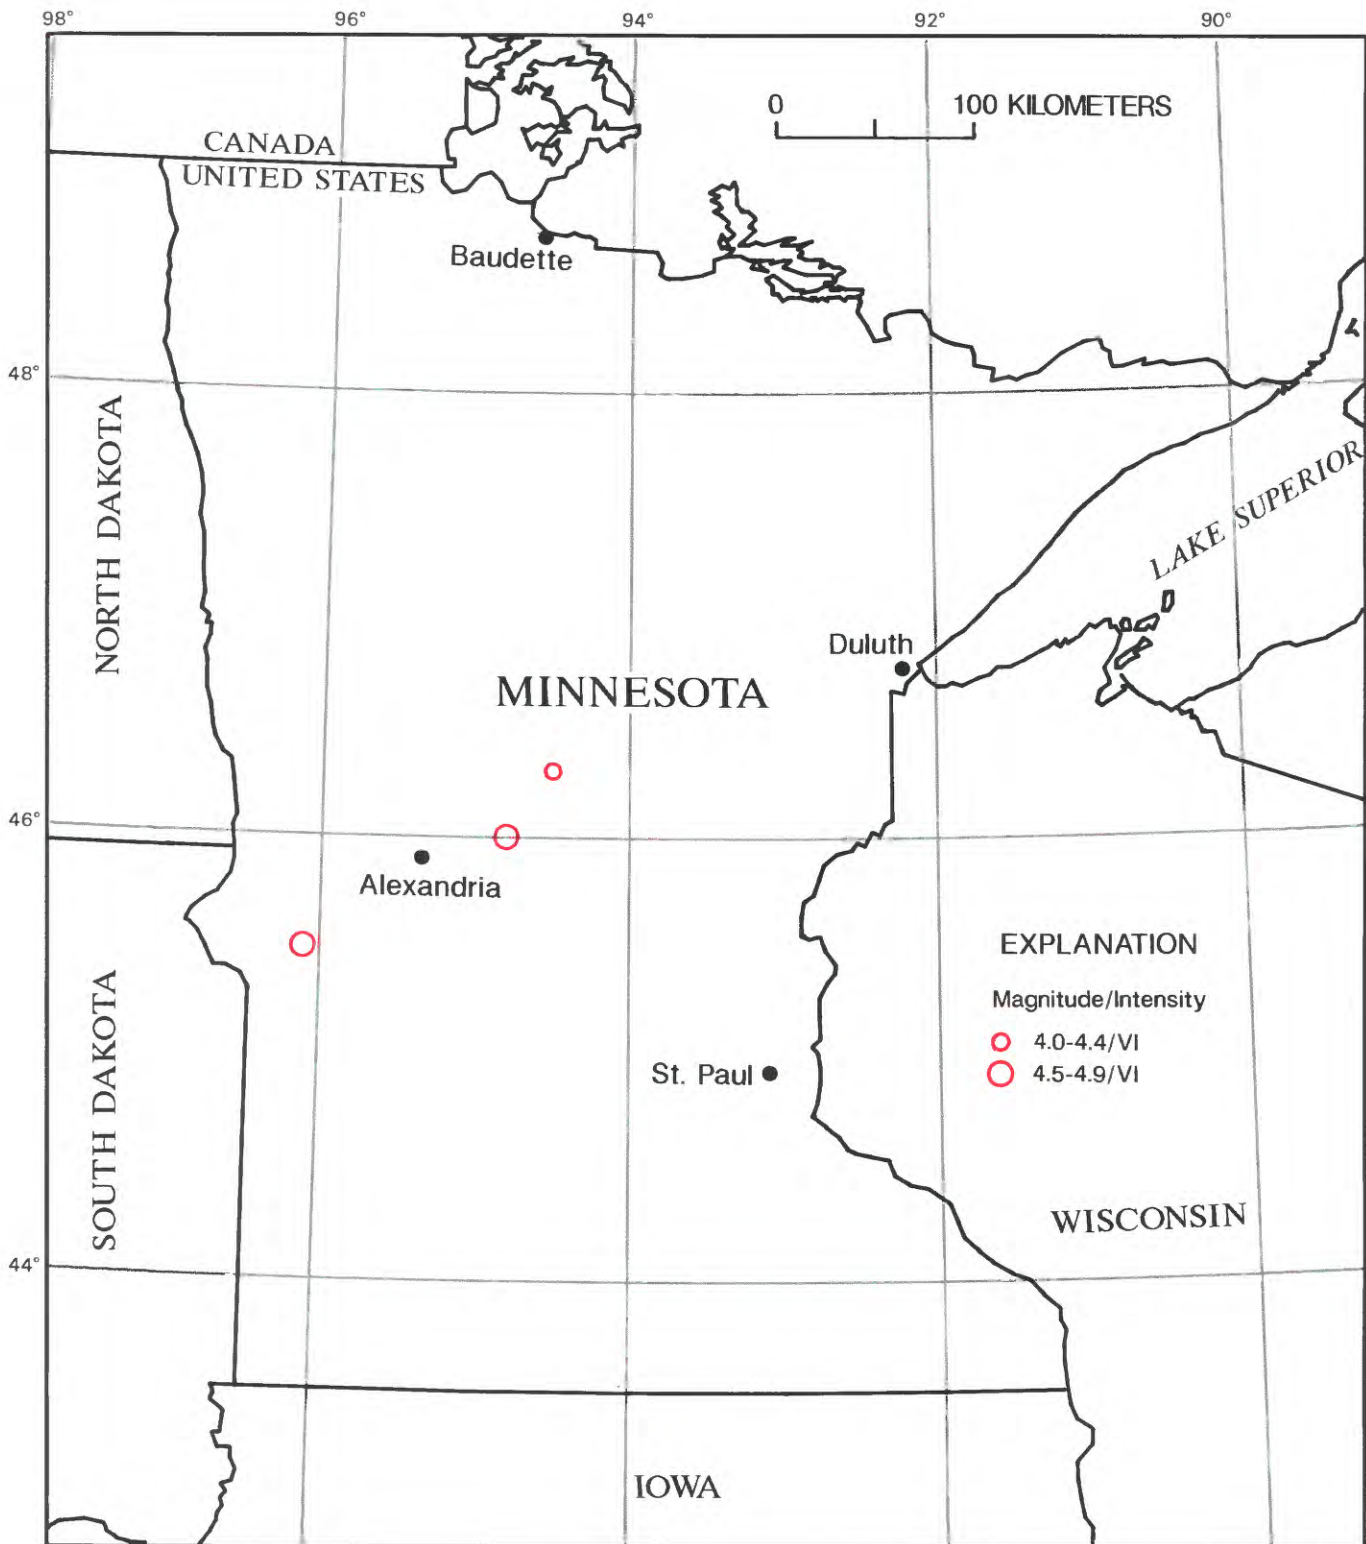 98° 96° 94° 92° 90°
0 100 KILOMETERS
CANADA
UNITED STATES
Baudette
48°
NORTH DAKOTA
LAKE SUPERIOR
Duluth
MINNESOTA
46°
Alexandria
EXPLANATION
Magnitude/Intensity
4.0-4.4/VI
4.5-4.9/VI
SOUTH DAKOTA
St. Paul
WISCONSIN
44°
IOWA